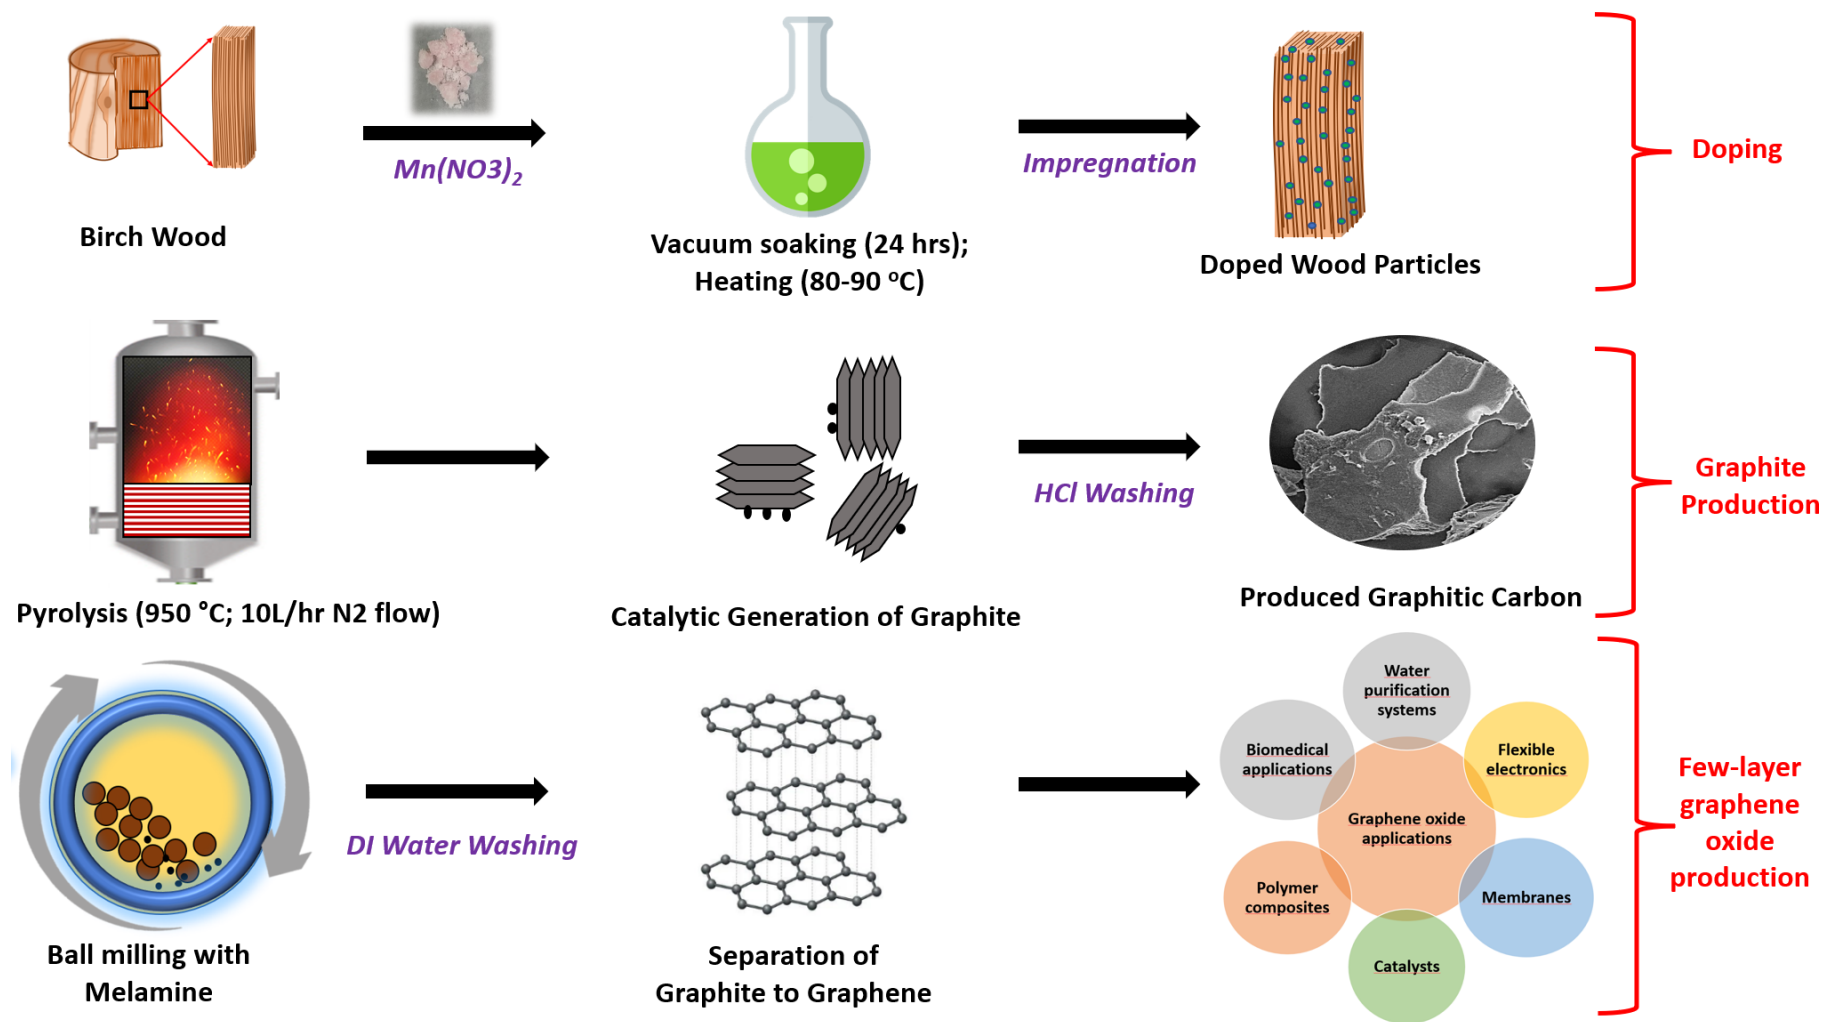 Mn(NO3)2
Birch Wood
Vacuum soaking (24 hrs);
Heating (80-90 ºC)
Impregnation
Doped Wood Particles
Doping
Pyrolysis (950 °C; 10L/hr N2 flow)
Catalytic Generation of Graphite
HCl Washing
Produced Graphitic Carbon
Graphite
Production
Ball milling with
Melamine
DI Water Washing
Separation of
Graphite to Graphene
Water
purification
systems
Biomedical
applications
Flexible
electronics
Graphene oxide
applications
Polymer
composites
Membranes
Catalysts
Few-layer
graphene
oxide
production